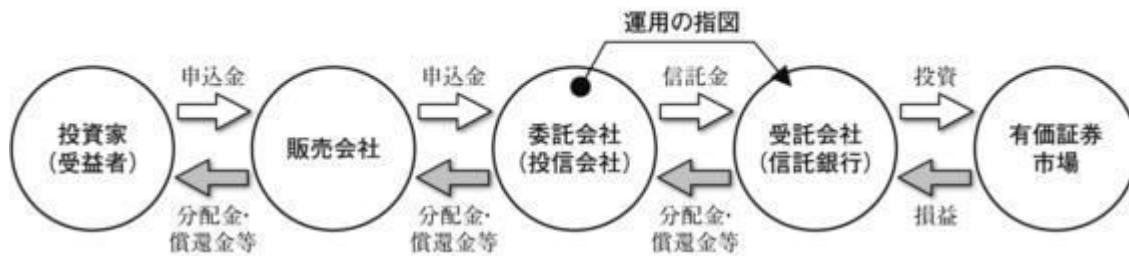 運用の指図
申込金
申込金
信託金
投資
投資家
(受益者)
販売会社
委託会社
(投信会社)
受託会社
(信託銀行)
有価証券
市場
分配金・
償還金等
分配金・
償還金等
分配金・
償還金等
損益